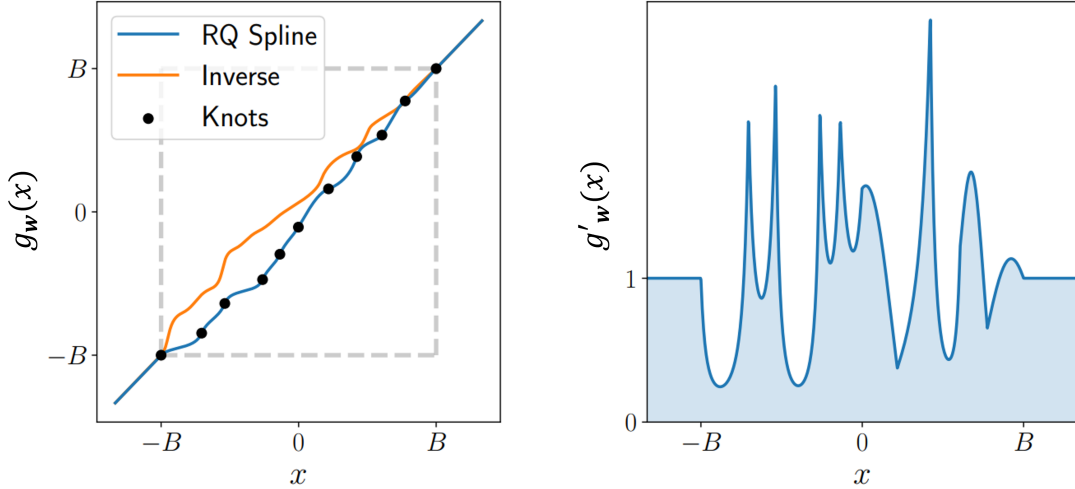 RQ Spline
Inverse
Knots
B
0
−B
g_w(x)
−B 0 B
x
1
0
g'_w(x)
−B 0 B
x